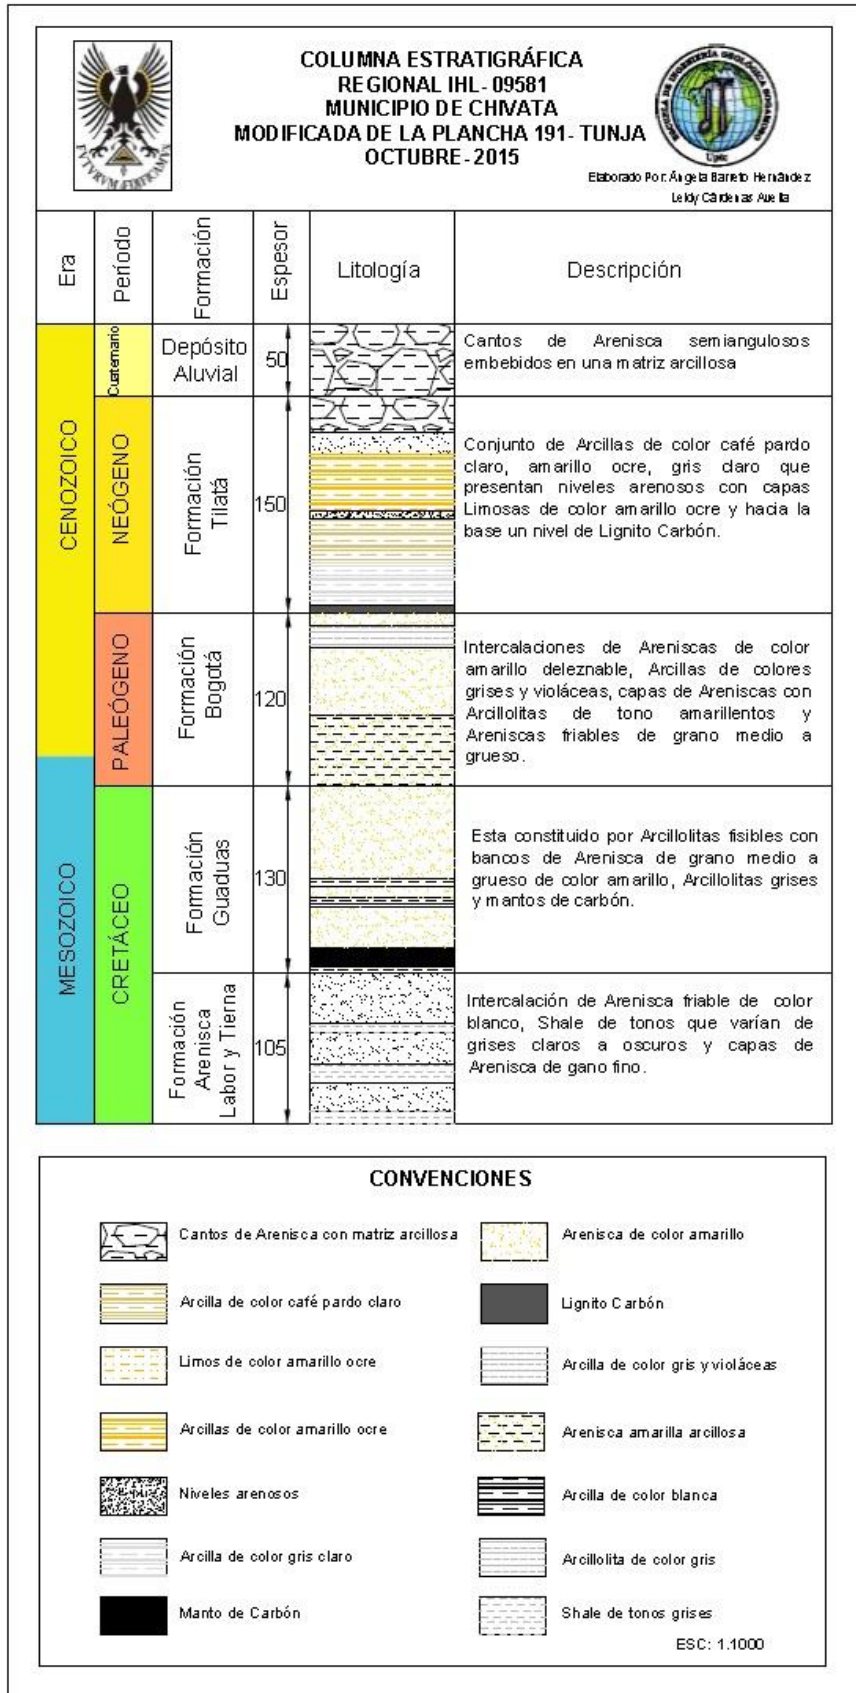 COLUMNA ESTRATIGRÁFICA
REGIONAL IHL- 09581
MUNICIPIO DE CHIVATA
MODIFICADA DE LA PLANCHA 191- TUNJA
OCTUBRE- 2015
FVTVRVM ÆDIFICAMVS
ESCUELA DE INGENIERÍA GEOLÓGICA SOGAMOSO
Uptc
Elaborado Por: Ángela Barreto Hernández
Leidy Cárdenas
Era
Período
Formación
Espesor
Litología
Descripción
CENOZOICO
Cuaternario
Depósito
Aluvial
50
Cantos de Arenisca semiangulosos
embebidos en una matriz arcillosa
NEÓGENO
Formación
Tilatá
150
Conjunto de Arcillas de color café pardo
claro, amarillo ocre, gris claro que
presentan niveles arenosos con capas
Limosas de color amarillo ocre y hacia la
base un nivel de Lignito Carbón.
PALEÓGENO
Formación
Bogotá
120
Intercalaciones de Areniscas de color
amarillo deleznable, Arcillas de colores
grises y violáceas, capas de Areniscas con
Arcillolitas de tono amarillentos y
Areniscas friables de grano medio a
grueso.
MESOZOICO
CRETÁCEO
Formación
Guaduas
130
Esta constituido por Arcillolitas fisibles con
bancos de Arenisca de grano medio a
grueso de color amarillo, Arcillolitas grises
y mantos de carbón.
Formación
Arenisca
Labor y Tierna
105
Intercalación de Arenisca friable de color
blanco, Shale de tonos que varían de
grises claros a oscuros y capas de
Arenisca de gano fino.
CONVENCIONES
Cantos de Arenisca con matriz arcillosa
Arenisca de color amarillo
Arcilla de color café pardo claro
Lignito Carbón
Limos de color amarillo ocre
Arcilla de color gris y violáceas
Arcillas de color amarillo ocre
Arenisca amarilla arcillosa
Niveles arenosos
Arcilla de color blanca
Arcilla de color gris claro
Arcillolita de color gris
Manto de Carbón
Shale de tonos grises
ESC: 1.1000